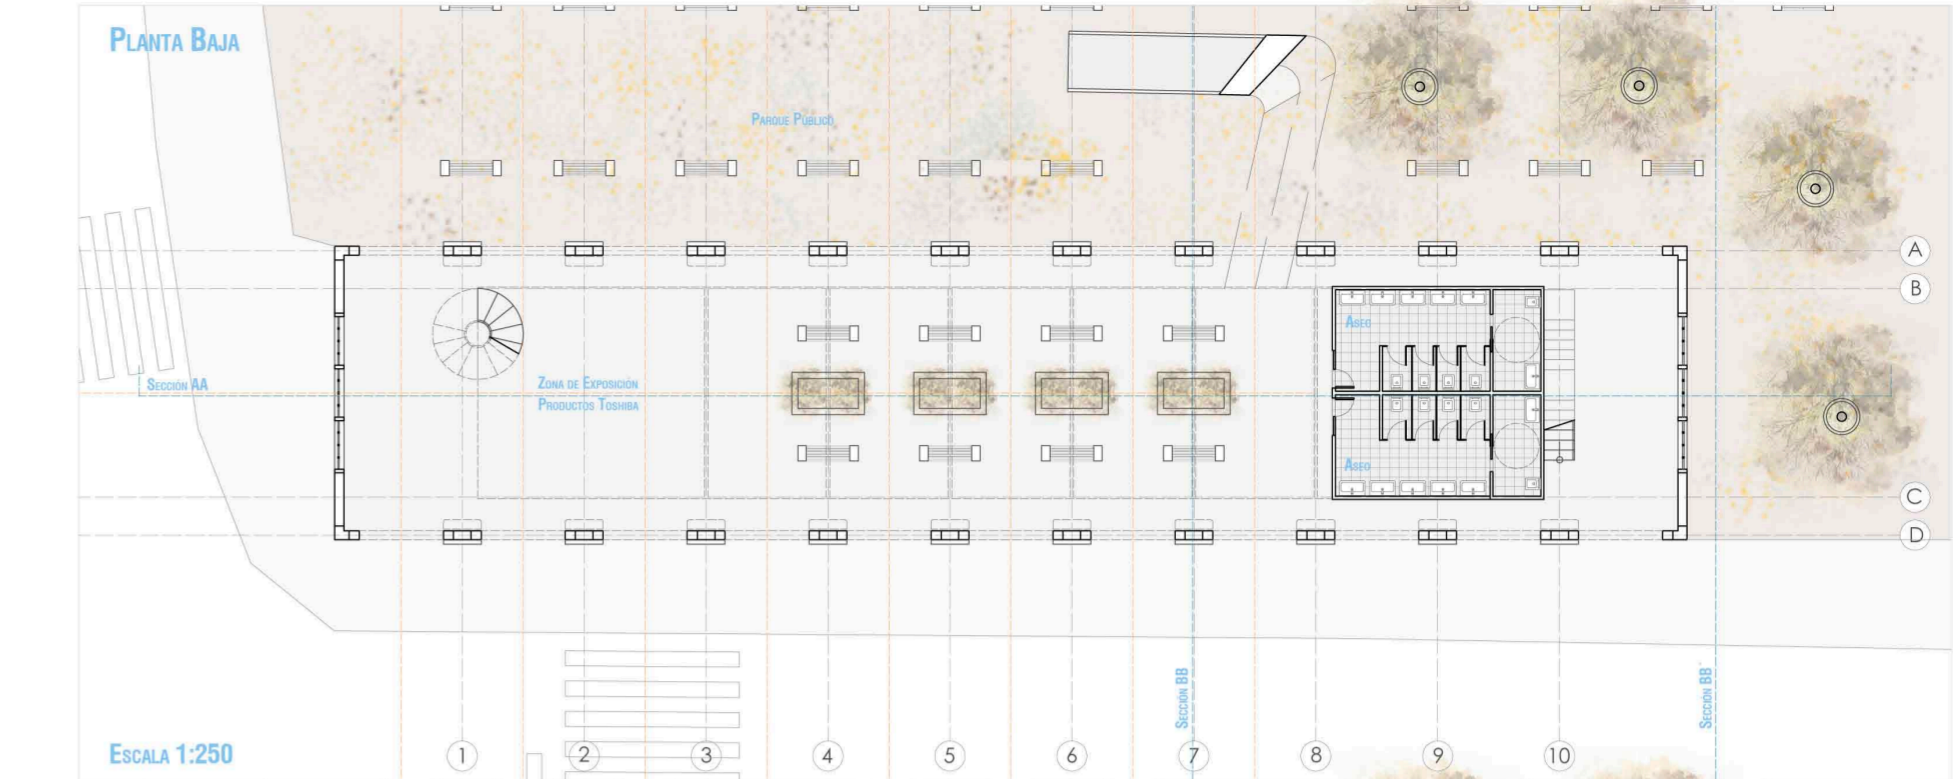 PLANTA BAJA
PARQUE PÚBLICO
A
B
ASEO
SECCIÓN AA
ZONA DE EXPOSICIÓN
PRODUCTOS TOSHIBA
ASEO
C
D
SECCIÓN BB
SECCIÓN BB'
ESCALA 1:250
1
2
3
4
5
6
7
8
9
10